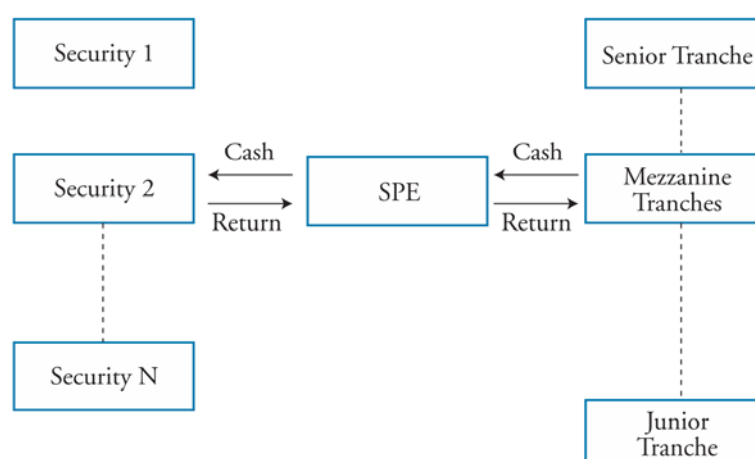 Security 1
Senior Tranche
Cash
Cash
Security 2
SPE
Mezzanine
Tranches
Return
Return
Security N
Junior
Tranche